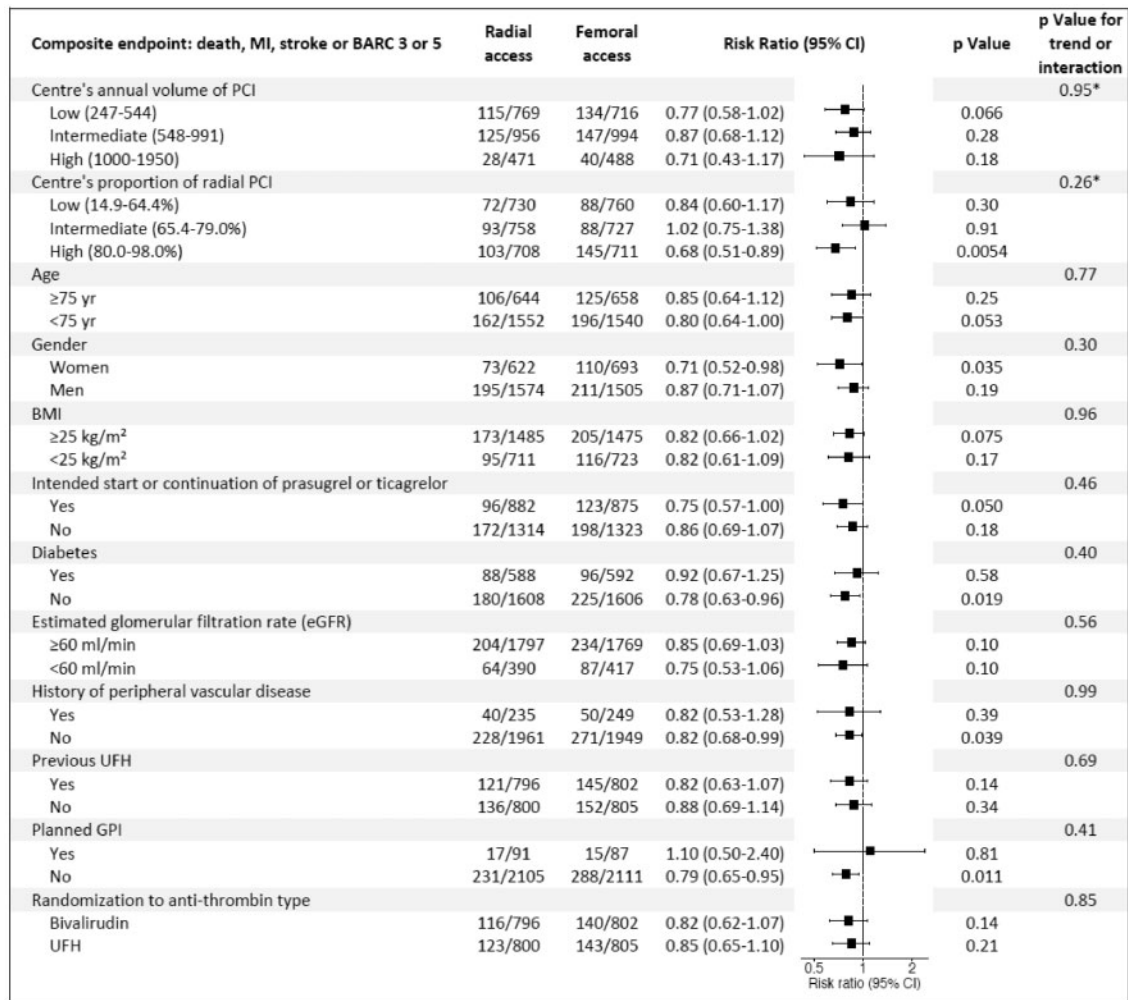 Composite endpoint: death, MI, stroke or BARC 3 or 5 Radial access Femoral access Risk Ratio (95% CI) p Value p Value for trend or interaction
Centre's annual volume of PCI 0.95*
Low (247-544) 115/769 134/716 0.77 (0.58-1.02) 0.066
Intermediate (548-991) 125/956 147/994 0.87 (0.68-1.12) 0.28
High (1000-1950) 28/471 40/488 0.71 (0.43-1.17) 0.18
Centre's proportion of radial PCI 0.26*
Low (14.9-64.4%) 72/730 88/760 0.84 (0.60-1.17) 0.30
Intermediate (65.4-79.0%) 93/758 88/727 1.02 (0.75-1.38) 0.91
High (80.0-98.0%) 103/708 145/711 0.68 (0.51-0.89) 0.0054
Age 0.77
≥75 yr 106/644 125/658 0.85 (0.64-1.12) 0.25
<75 yr 162/1552 196/1540 0.80 (0.64-1.00) 0.053
Gender 0.30
Women 73/622 110/693 0.71 (0.52-0.98) 0.035
Men 195/1574 211/1505 0.87 (0.71-1.07) 0.19
BMI 0.96
≥25 kg/m² 173/1485 205/1475 0.82 (0.66-1.02) 0.075
<25 kg/m² 95/711 116/723 0.82 (0.61-1.09) 0.17
Intended start or continuation of prasugrel or ticagrelor 0.46
Yes 96/882 123/875 0.75 (0.57-1.00) 0.050
No 172/1314 198/1323 0.86 (0.69-1.07) 0.18
Diabetes 0.40
Yes 88/588 96/592 0.92 (0.67-1.25) 0.58
No 180/1608 225/1606 0.78 (0.63-0.96) 0.019
Estimated glomerular filtration rate (eGFR) 0.56
≥60 ml/min 204/1797 234/1769 0.85 (0.69-1.03) 0.10
<60 ml/min 64/390 87/417 0.75 (0.53-1.06) 0.10
History of peripheral vascular disease 0.99
Yes 40/235 50/249 0.82 (0.53-1.28) 0.39
No 228/1961 271/1949 0.82 (0.68-0.99) 0.039
Previous UFH 0.69
Yes 121/796 145/802 0.82 (0.63-1.07) 0.14
No 136/800 152/805 0.88 (0.69-1.14) 0.34
Planned GPI 0.41
Yes 17/91 15/87 1.10 (0.50-2.40) 0.81
No 231/2105 288/2111 0.79 (0.65-0.95) 0.011
Randomization to anti-thrombin type 0.85
Bivalirudin 116/796 140/802 0.82 (0.62-1.07) 0.14
UFH 123/800 143/805 0.85 (0.65-1.10) 0.21
0.5 1 2
Risk ratio (95% CI)